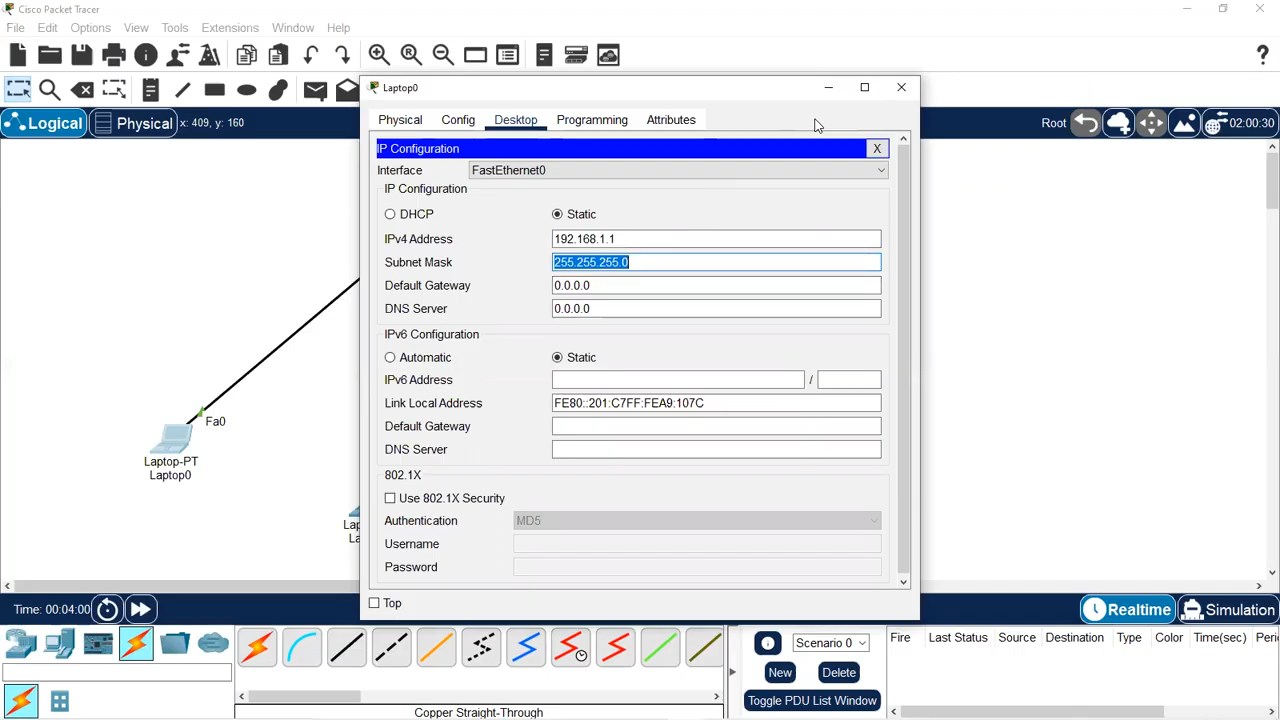 Cisco Packet Tracer
File Edit Options View Tools Extensions Window Help
Logical Physical x: 409, y: 160
Root 02:00:30
Laptop0
Physical Config Desktop Programming Attributes
IP Configuration X
Interface FastEthernet0
IP Configuration
DHCP Static
IPv4 Address 192.168.1.1
Subnet Mask 255.255.255.0
Default Gateway 0.0.0.0
DNS Server 0.0.0.0
IPv6 Configuration
Automatic Static
IPv6 Address /
Link Local Address FE80::201:C7FF:FEA9:107C
Default Gateway
DNS Server
802.1X
Use 802.1X Security
Authentication MD5
Username
Password
Top
Fa0
Laptop-PT
Laptop0
Time: 00:04:00 Realtime Simulation
Scenario 0
New Delete
Toggle PDU List Window
Fire Last Status Source Destination Type Color Time(sec)
Copper Straight-Through